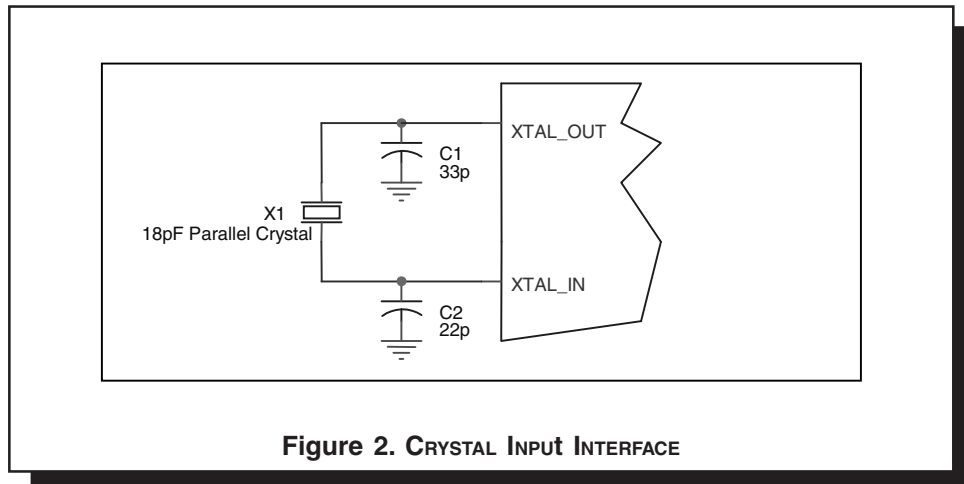 XTAL_OUT
C1
33p
X1
18pF Parallel Crystal
XTAL_IN
C2
22p
Figure 2. CRYSTAL INPUT INTERFACE